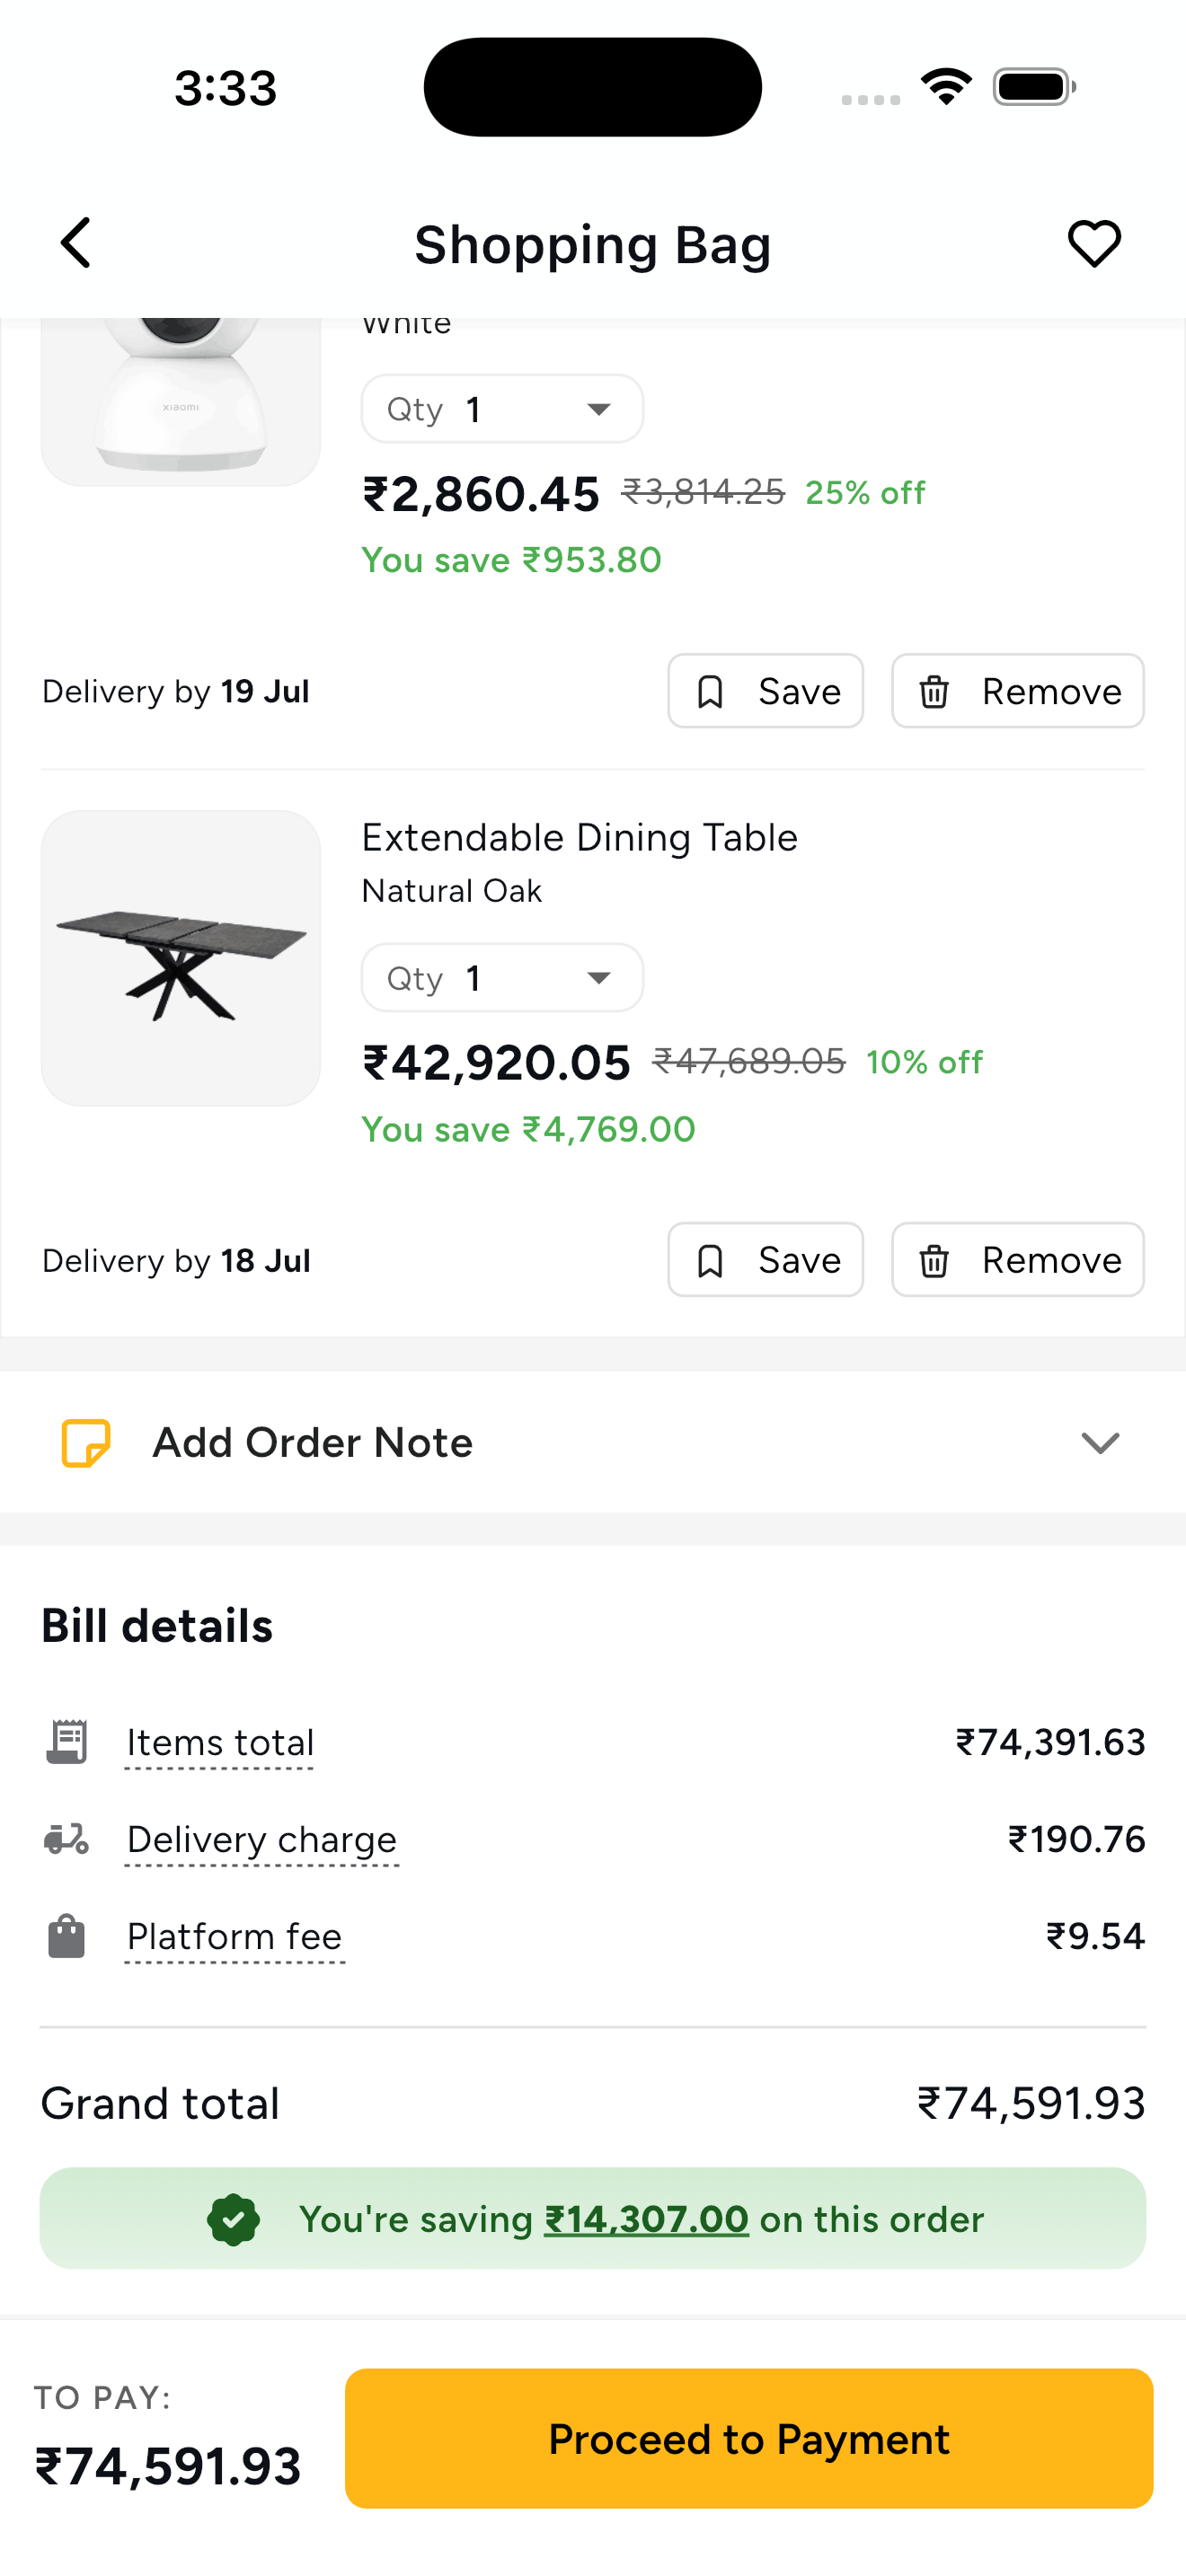 3:33
Shopping Bag
White
xiaomi
Qty 1
₹2,860.45 ₹3,814.25 25% off
You save ₹953.80
Delivery by 19 Jul
Save
Remove
Extendable Dining Table
Natural Oak
Qty 1
₹42,920.05 ₹47,689.05 10% off
You save ₹4,769.00
Delivery by 18 Jul
Save
Remove
Add Order Note
Bill details
Items total ₹74,391.63
Delivery charge ₹190.76
Platform fee ₹9.54
Grand total ₹74,591.93
You're saving ₹14,307.00 on this order
TO PAY:
₹74,591.93
Proceed to Payment